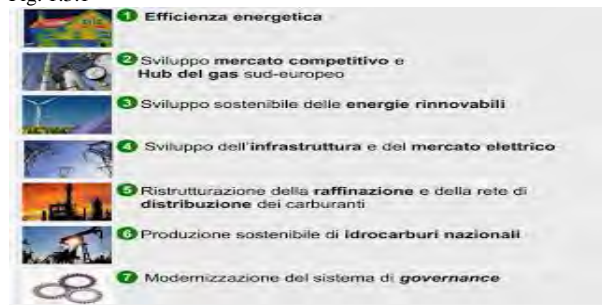 1 Efficienza energetica
2 Sviluppo mercato competitivo e
Hub del gas sud-europeo
3 Sviluppo sostenibile delle energie rinnovabili
4 Sviluppo dell'infrastruttura e del mercato elettrico
5 Ristrutturazione della raffinazione e della rete di
distribuzione dei carburanti
6 Produzione sostenibile di idrocarburi nazionali
7 Modernizzazione del sistema di governance